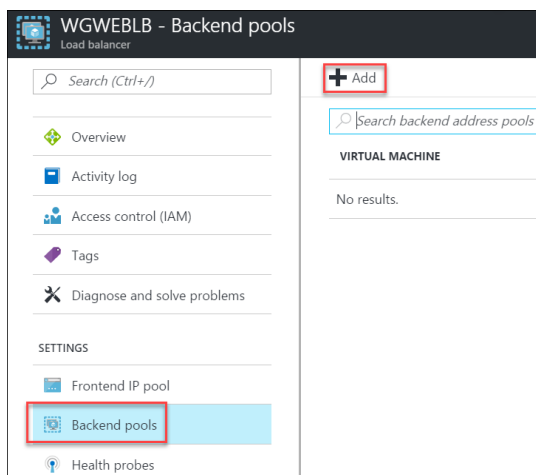 WGWEBLB - Backend pools
Load balancer
Search (Ctrl+/)
Overview
Activity log
Access control (IAM)
Tags
Diagnose and solve problems
SETTINGS
Frontend IP pool
Backend pools
Health probes
Add
Search backend address pools
VIRTUAL MACHINE
No results.